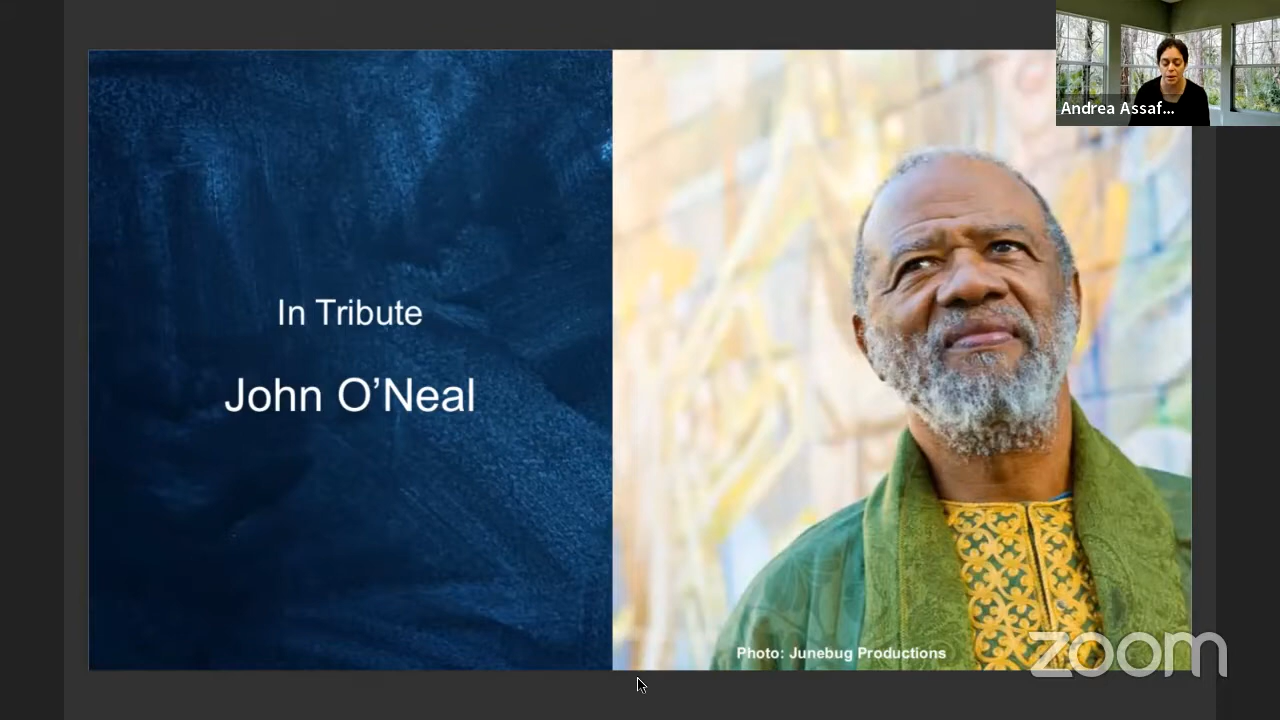 Andrea Assaf...
In Tribute
John O’Neal
Photo: Junebug Productions
zoom